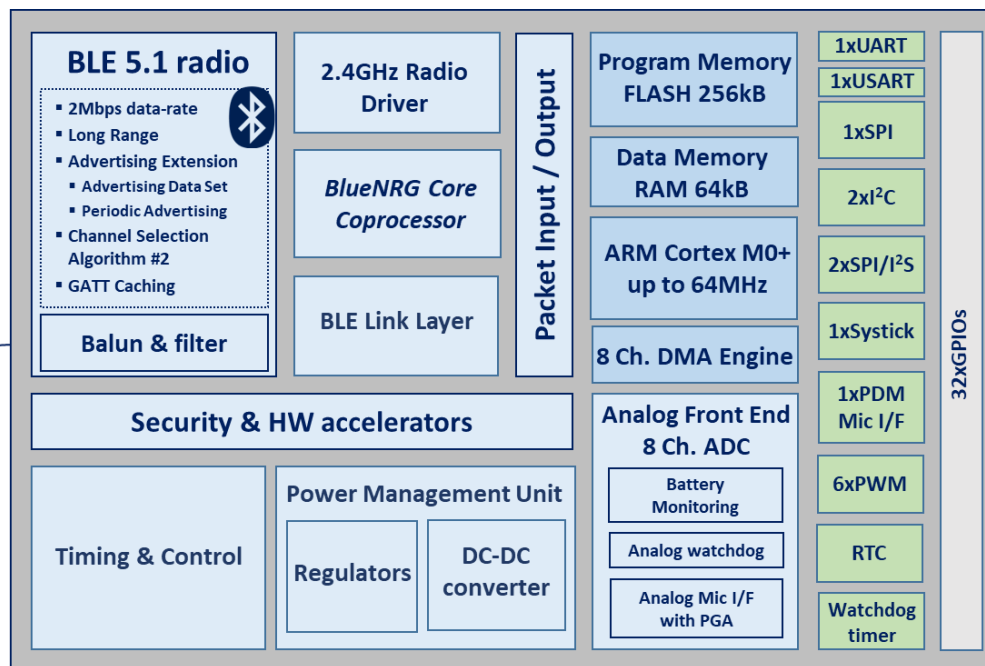 BLE 5.1 radio
▪ 2Mbps data-rate
▪ Long Range
▪ Advertising Extension
▪ Advertising Data Set
▪ Periodic Advertising
▪ Channel Selection
Algorithm #2
▪ GATT Caching
Balun & filter
2.4GHz Radio
Driver
BlueNRG Core
Coprocessor
BLE Link Layer
Packet Input / Output
Security & HW accelerators
Timing & Control
Power Management Unit
Regulators
DC-DC
converter
Program Memory
FLASH 256kB
Data Memory
RAM 64kB
ARM Cortex M0+
up to 64MHz
8 Ch. DMA Engine
Analog Front End
8 Ch. ADC
Battery
Monitoring
Analog watchdog
Analog Mic I/F
with PGA
1xUART
1xUSART
1xSPI
2xI²C
2xSPI/I²S
1xSystick
1xPDM
Mic I/F
6xPWM
RTC
Watchdog
timer
32xGPIOs